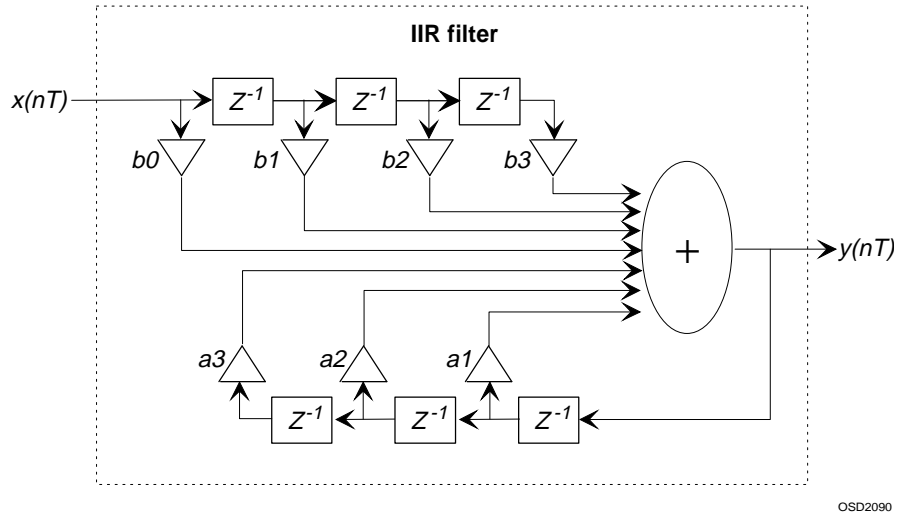 IIR filter
x(nT)
Z⁻¹
Z⁻¹
Z⁻¹
b0
b1
b2
b3
+
y(nT)
a3
a2
a1
Z⁻¹
Z⁻¹
Z⁻¹
OSD2090